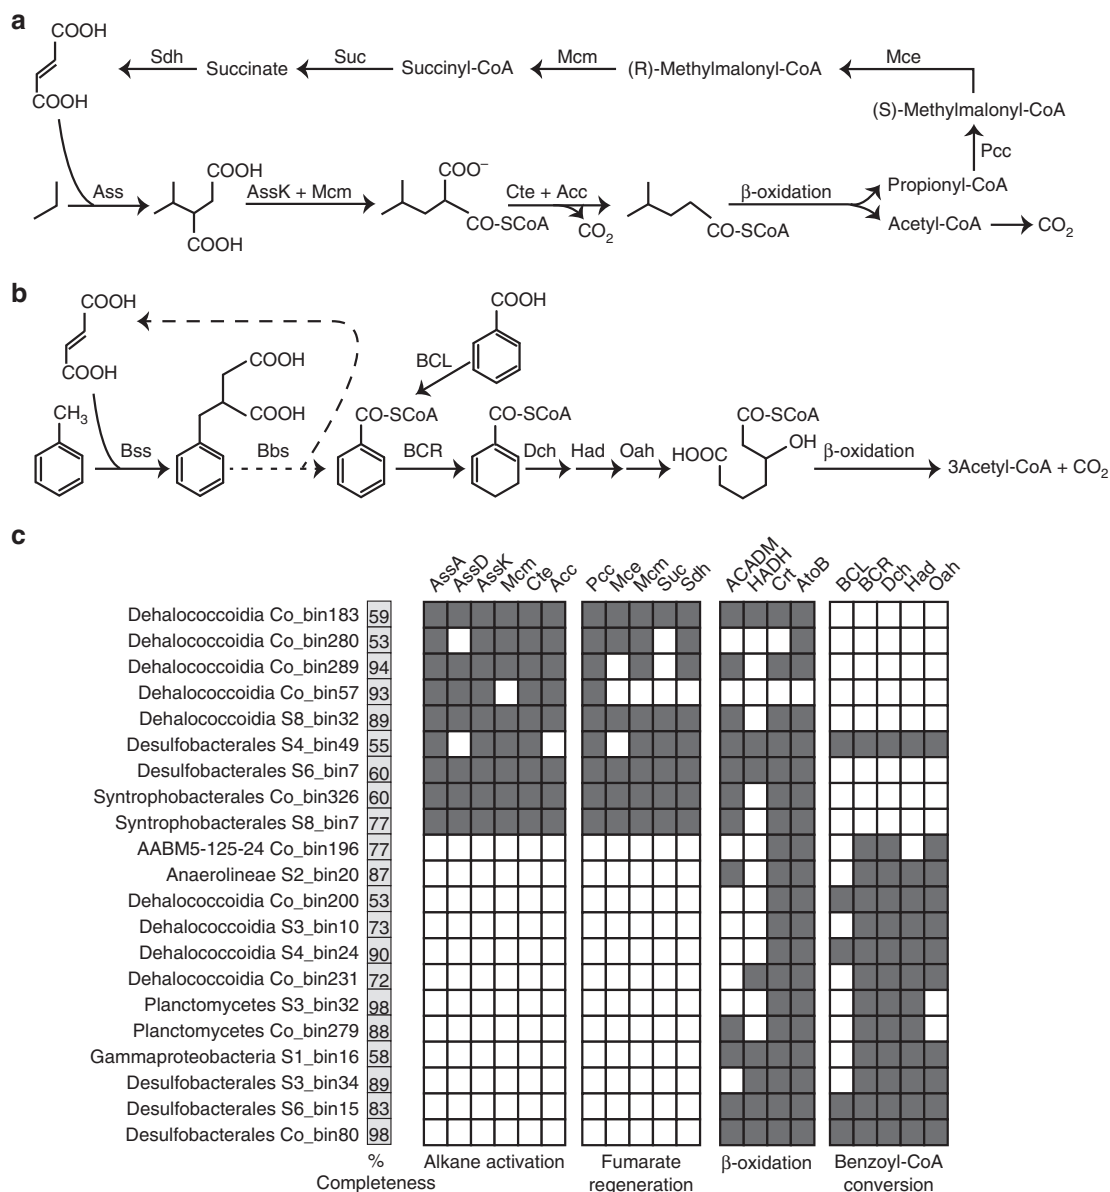 a
COOH
COOH
Sdh
Succinate
Suc
Succinyl-CoA
Mcm
(R)-Methylmalonyl-CoA
Mce
(S)-Methylmalonyl-CoA
Pcc
Ass
COOH
COOH
AssK + Mcm
COO−
CO-SCoA
Cte + Acc
CO2
CO-SCoA
β-oxidation
Propionyl-CoA
Acetyl-CoA
CO2
b
COOH
COOH
CH3
Bss
COOH
COOH
Bbs
COOH
BCL
CO-SCoA
BCR
CO-SCoA
Dch
Had
Oah
CO-SCoA
HOOC
OH
β-oxidation
3Acetyl-CoA + CO2
c
AssA AssD AssK Mcm Cte Acc Pcc Mce Mcm Suc Sdh ACADM HADH Crt AtoB BCL BCR Dch Had Oah
Dehalococcoidia Co_bin183 59
Dehalococcoidia Co_bin280 53
Dehalococcoidia Co_bin289 94
Dehalococcoidia Co_bin57 93
Dehalococcoidia S8_bin32 89
Desulfobacterales S4_bin49 55
Desulfobacterales S6_bin7 60
Syntrophobacterales Co_bin326 60
Syntrophobacterales S8_bin7 77
AABM5-125-24 Co_bin196 77
Anaerolineae S2_bin20 87
Dehalococcoidia Co_bin200 53
Dehalococcoidia S3_bin10 73
Dehalococcoidia S4_bin24 90
Dehalococcoidia Co_bin231 72
Planctomycetes S3_bin32 98
Planctomycetes Co_bin279 88
Gammaproteobacteria S1_bin16 58
Desulfobacterales S3_bin34 89
Desulfobacterales S6_bin15 83
Desulfobacterales Co_bin80 98
%
Completeness
Alkane activation
Fumarate
regeneration
β-oxidation
Benzoyl-CoA
conversion